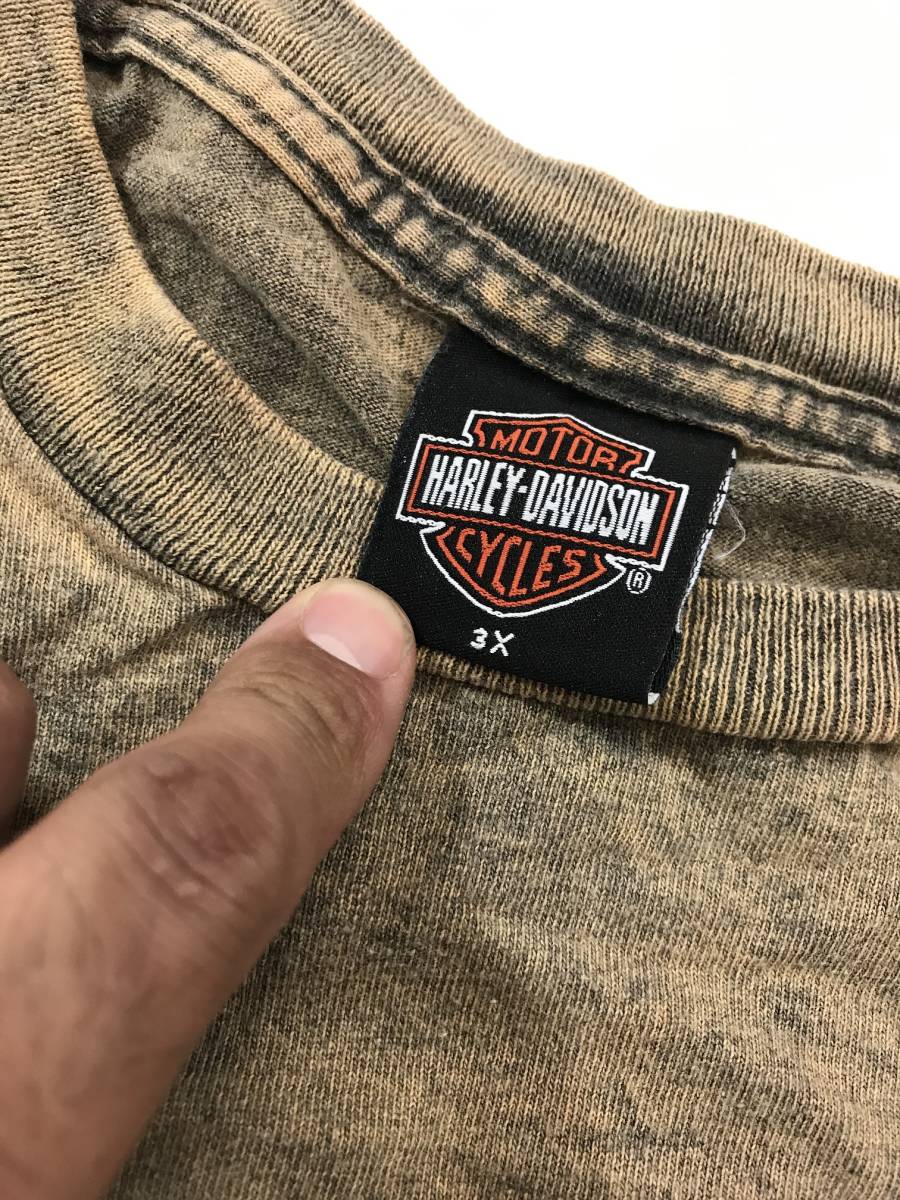 MOTOR
HARLEY-DAVIDSON
CYCLES
®
3X